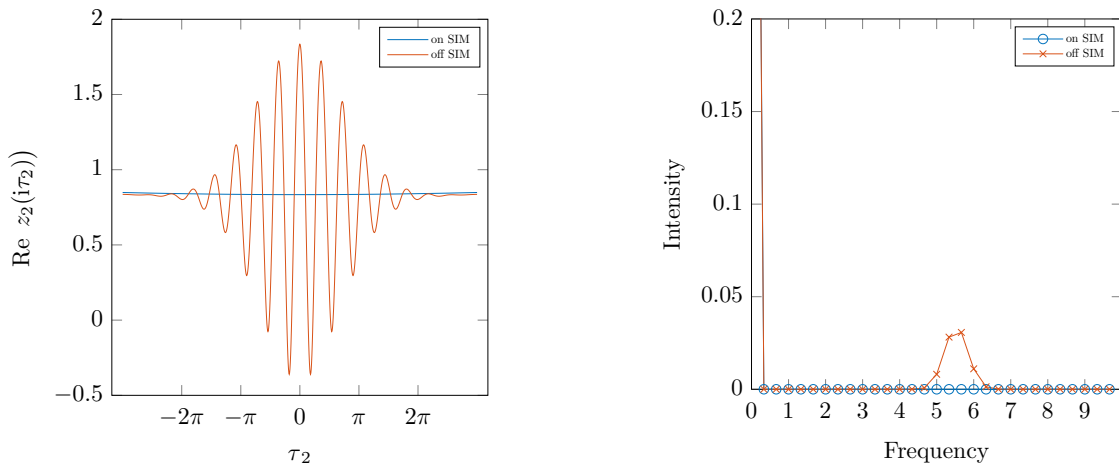 2
1.5
1
0.5
0
−0.5
Re z₂(iτ₂))
−2π −π 0 π 2π
τ₂
on SIM
off SIM
0.2
0.15
0.1
0.05
0
Intensity
0 1 2 3 4 5 6 7 8 9
Frequency
on SIM
off SIM